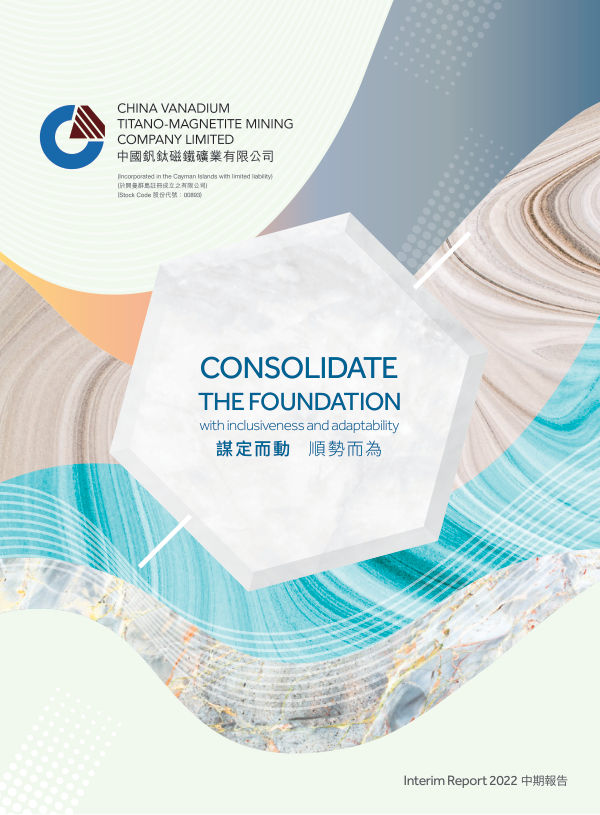 CHINA VANADIUM
TITANO-MAGNETITE MINING
COMPANY LIMITED
中國釩鈦磁鐵礦業有限公司
(Incorporated in the Cayman Islands with limited liability)
(於開曼群島註冊成立之有限公司)
(Stock Code 股份代號：00893)
CONSOLIDATE
THE FOUNDATION
with inclusiveness and adaptability
謀定而動 順勢而為
Interim Report 2022 中期報告